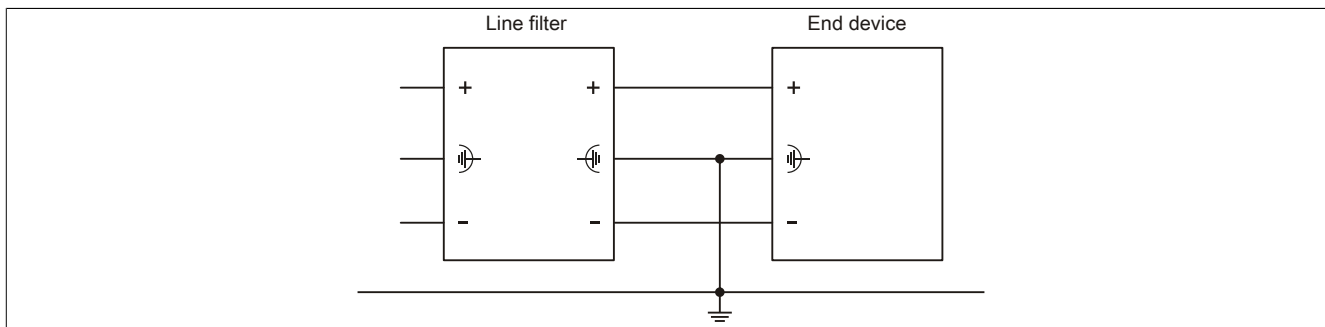 Line filter
End device
+ + +
- - -